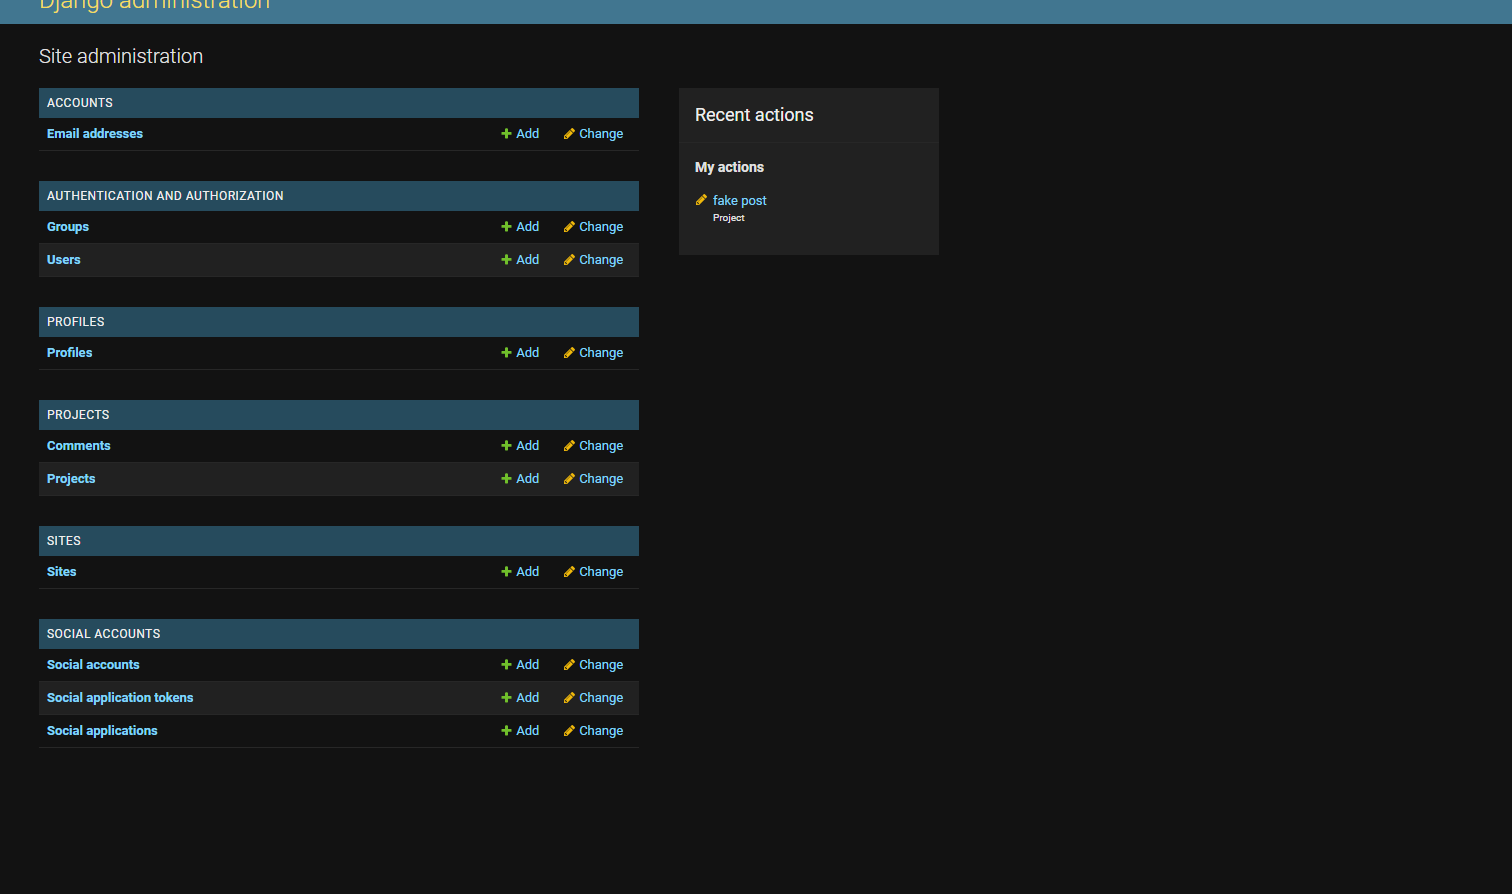 Django administration
Site administration
ACCOUNTS
Email addresses Add Change
AUTHENTICATION AND AUTHORIZATION
Groups Add Change
Users Add Change
PROFILES
Profiles Add Change
PROJECTS
Comments Add Change
Projects Add Change
SITES
Sites Add Change
SOCIAL ACCOUNTS
Social accounts Add Change
Social application tokens Add Change
Social applications Add Change
Recent actions
My actions
fake post
Project